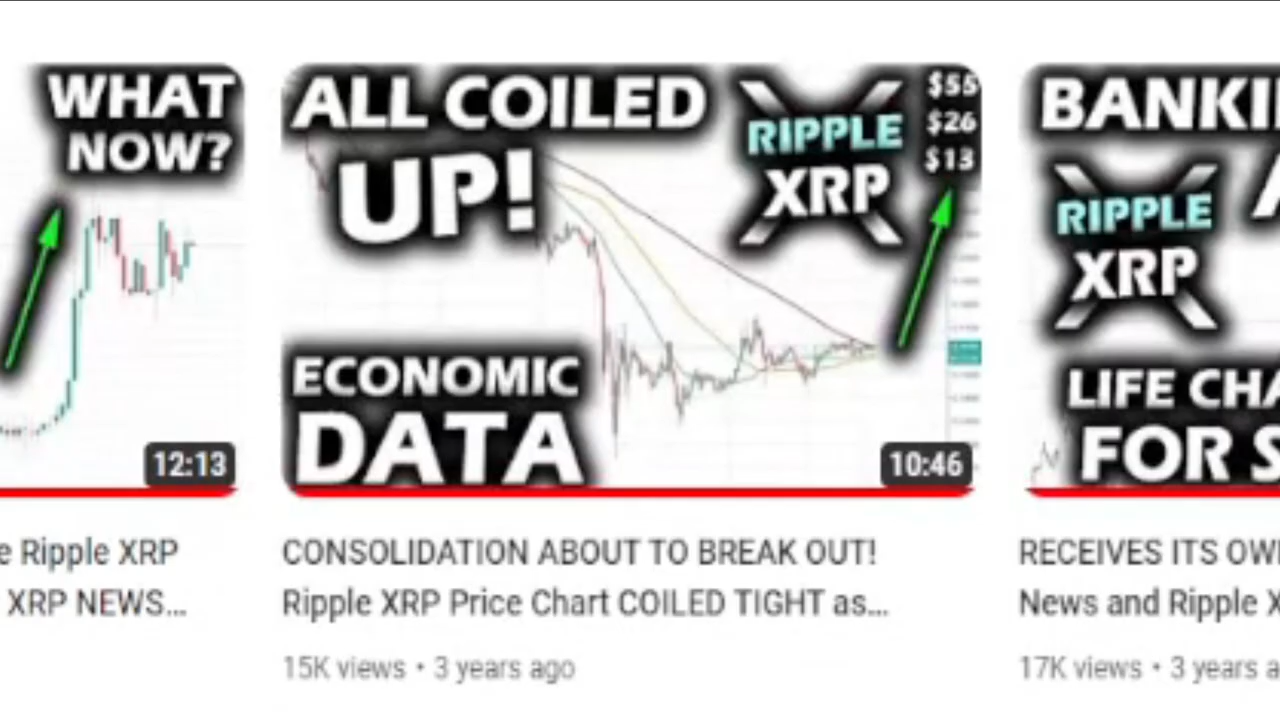 WHAT
NOW?
12:13
e Ripple XRP
XRP NEWS...
ALL COILED
UP!
RIPPLE
XRP
$55
$26
$13
ECONOMIC
DATA
10:46
CONSOLIDATION ABOUT TO BREAK OUT!
Ripple XRP Price Chart COILED TIGHT as...
15K views • 3 years ago
BANKI
RIPPLE
XRP
LIFE CHA
FOR S
RECEIVES ITS OW
News and Ripple X
17K views • 3 years a